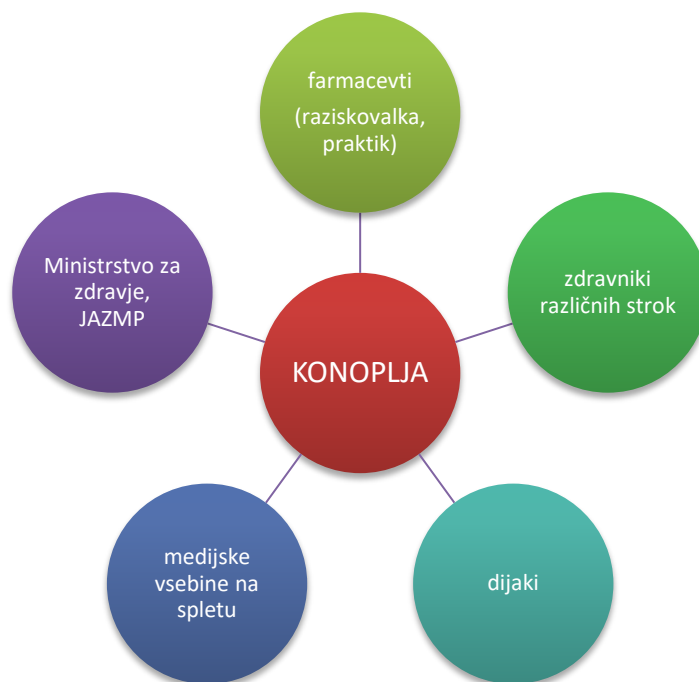 farmacevti
(raziskovalka,
praktik)
Ministrstvo za
zdravje,
JAZMP
zdravniki
različnih strok
KONOPLJA
medijske
vsebine na
spletu
dijaki